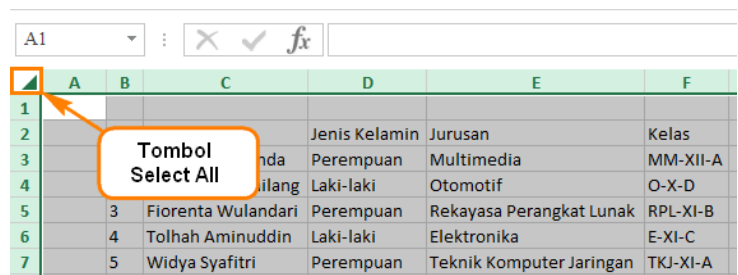 A1 fx
A B C D E F
1
2 Jenis Kelamin Jurusan Kelas
Tombol
Select All
3 nda Perempuan Multimedia MM-XII-A
4 ilang Laki-laki Otomotif O-X-D
5 3 Fiorenta Wulandari Perempuan Rekayasa Perangkat Lunak RPL-XI-B
6 4 Tolhah Aminuddin Laki-laki Elektronika E-XI-C
7 5 Widya Syafitri Perempuan Teknik Komputer Jaringan TKJ-XI-A